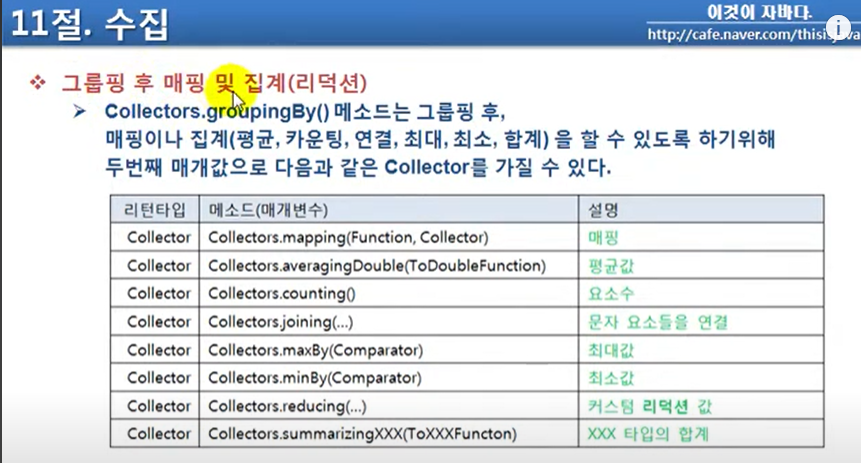 11절. 수집
이것이 자바다.
http://cafe.naver.com/thisisjava
❖ 그룹핑 후 매핑 및 집계(리덕션)
➢ Collectors.groupingBy() 메소드는 그룹핑 후,
매핑이나 집계(평균, 카운팅, 연결, 최대, 최소, 합계) 을 할 수 있도록 하기위해
두번째 매개값으로 다음과 같은 Collector를 가질 수 있다.
리턴타입 메소드(매개변수) 설명
Collector Collectors.mapping(Function, Collector) 매핑
Collector Collectors.averagingDouble(ToDoubleFunction) 평균값
Collector Collectors.counting() 요소수
Collector Collectors.joining(...) 문자 요소들을 연결
Collector Collectors.maxBy(Comparator) 최대값
Collector Collectors.minBy(Comparator) 최소값
Collector Collectors.reducing(...) 커스텀 리덕션 값
Collector Collectors.summarizingXXX(ToXXXFuncton) XXX 타입의 합계